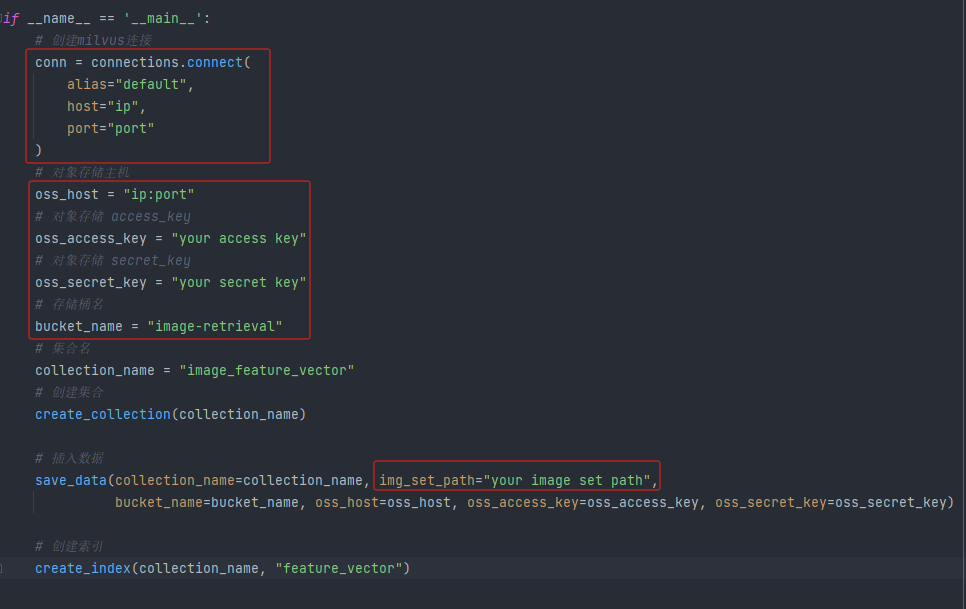 if __name__ == '__main__':
    # 创建milvus连接
    conn = connections.connect(
        alias="default",
        host="ip",
        port="port"
    )
    # 对象存储主机
    oss_host = "ip:port"
    # 对象存储 access_key
    oss_access_key = "your access key"
    # 对象存储 secret_key
    oss_secret_key = "your secret key"
    # 存储桶名
    bucket_name = "image-retrieval"
    # 集合名
    collection_name = "image_feature_vector"
    # 创建集合
    create_collection(collection_name)
    # 插入数据
    save_data(collection_name=collection_name, img_set_path="your image set path",
              bucket_name=bucket_name, oss_host=oss_host, oss_access_key=oss_access_key, oss_secret_key=oss_secret_key)
    # 创建索引
    create_index(collection_name, "feature_vector")